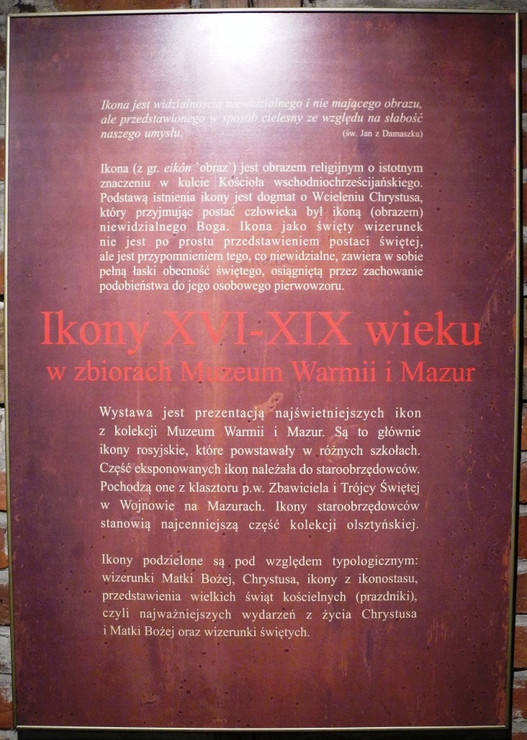 Ikona jest widzialnością niewidzialnego i nie mającego obrazu,
ale przedstawionego w sposób cielesny ze względu na słabość
naszego umysłu. (św. Jan z Damaszku)
Ikona (z gr. eikôn `obraz`) jest obrazem religijnym o istotnym
znaczeniu w kulcie Kościoła wschodniochrześcijańskiego.
Podstawą istnienia ikony jest dogmat o Wcieleniu Chrystusa,
który przyjmując postać człowieka był ikoną (obrazem)
niewidzialnego Boga. Ikona jako święty wizerunek
nie jest po prostu przedstawieniem postaci świętej,
ale jest przypomnieniem tego, co niewidzialne, zawiera w sobie
pełną łaski obecność świętego, osiągniętą przez zachowanie
podobieństwa do jego osobowego pierwowzoru.
Ikony XVI-XIX wieku
w zbiorach Muzeum Warmii i Mazur
Wystawa jest prezentacją najświetniejszych ikon
z kolekcji Muzeum Warmii i Mazur. Są to głównie
ikony rosyjskie, które powstawały w różnych szkołach.
Część eksponowanych ikon należała do staroobrzędowców.
Pochodzą one z klasztoru p.w. Zbawiciela i Trójcy Świętej
w Wojnowie na Mazurach. Ikony staroobrzędowców
stanowią najcenniejszą część kolekcji olsztyńskiej.
Ikony podzielone są pod względem typologicznym:
wizerunki Matki Bożej, Chrystusa, ikony z ikonostasu,
przedstawienia wielkich świąt kościelnych (prazdniki),
czyli najważniejszych wydarzeń z życia Chrystusa
i Matki Bożej oraz wizerunki świętych.